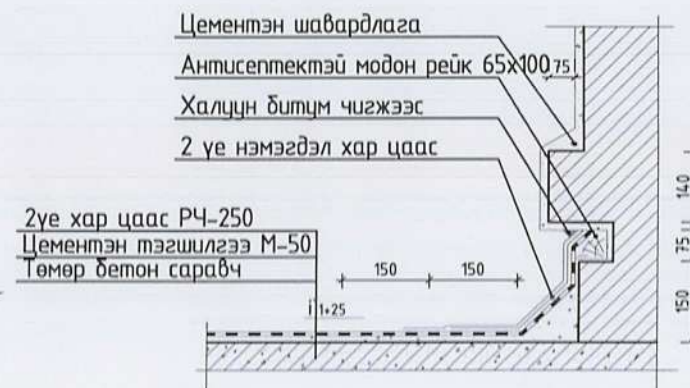 Цементэн шавардлага
Антисептектэй модон рейк 65х100
75
Халуун битум чигжээс
2 үе нэмэгдэл хар цаас
140
2үе хар цаас РЧ-250
Цементэн тэгшилгээ М-50
Төмөр бетон саравч
75
150
150
150
i 1÷25